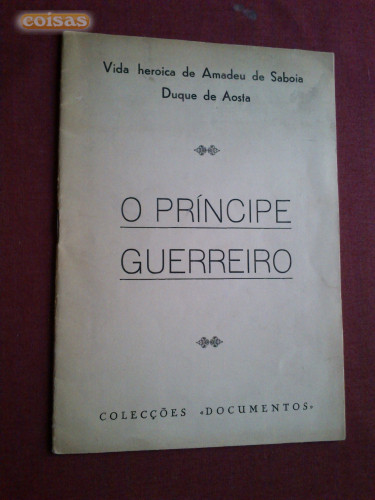 coisas
Vida heroica de Amadeu de Saboia
Duque de Aosta
O PRÍNCIPE
GUERREIRO
COLECÇÕES «DOCUMENTOS»